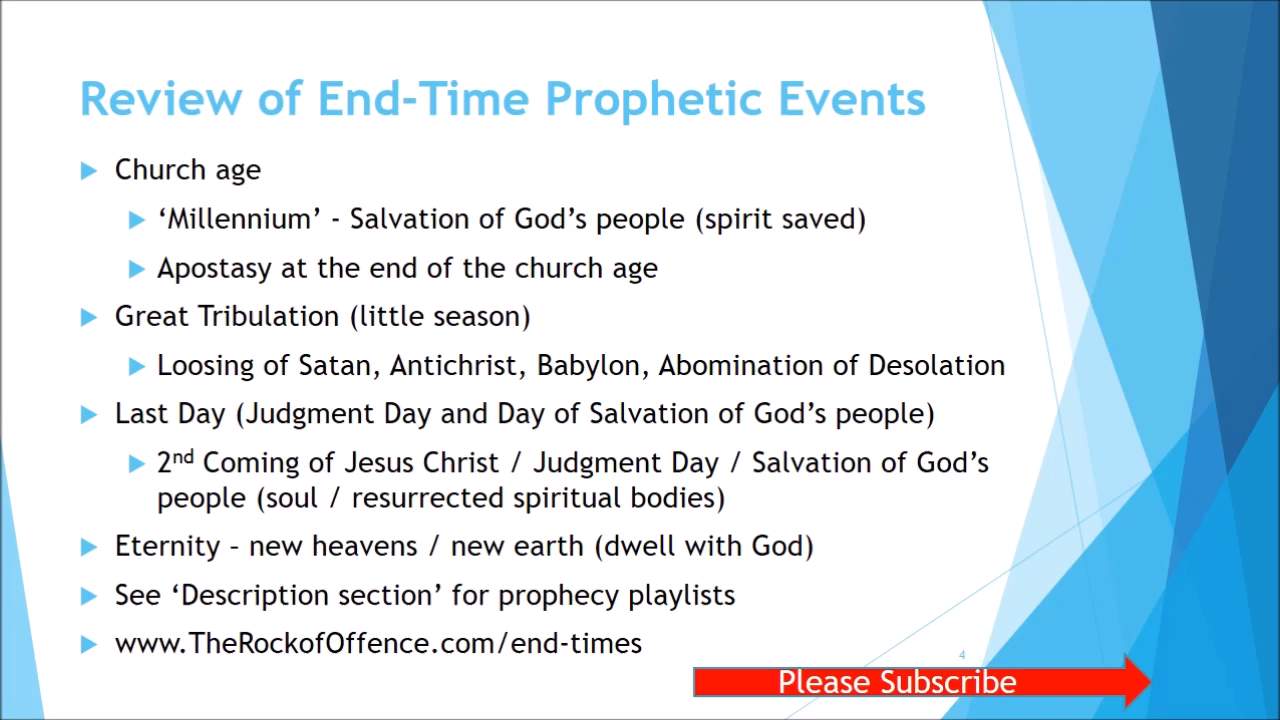 Review of End-Time Prophetic Events
Church age
‘Millennium’ - Salvation of God’s people (spirit saved)
Apostasy at the end of the church age
Great Tribulation (little season)
Loosing of Satan, Antichrist, Babylon, Abomination of Desolation
Last Day (Judgment Day and Day of Salvation of God’s people)
2nd Coming of Jesus Christ / Judgment Day / Salvation of God’s
people (soul / resurrected spiritual bodies)
Eternity – new heavens / new earth (dwell with God)
See ‘Description section’ for prophecy playlists
www.TheRockofOffence.com/end-times
4
Please Subscribe